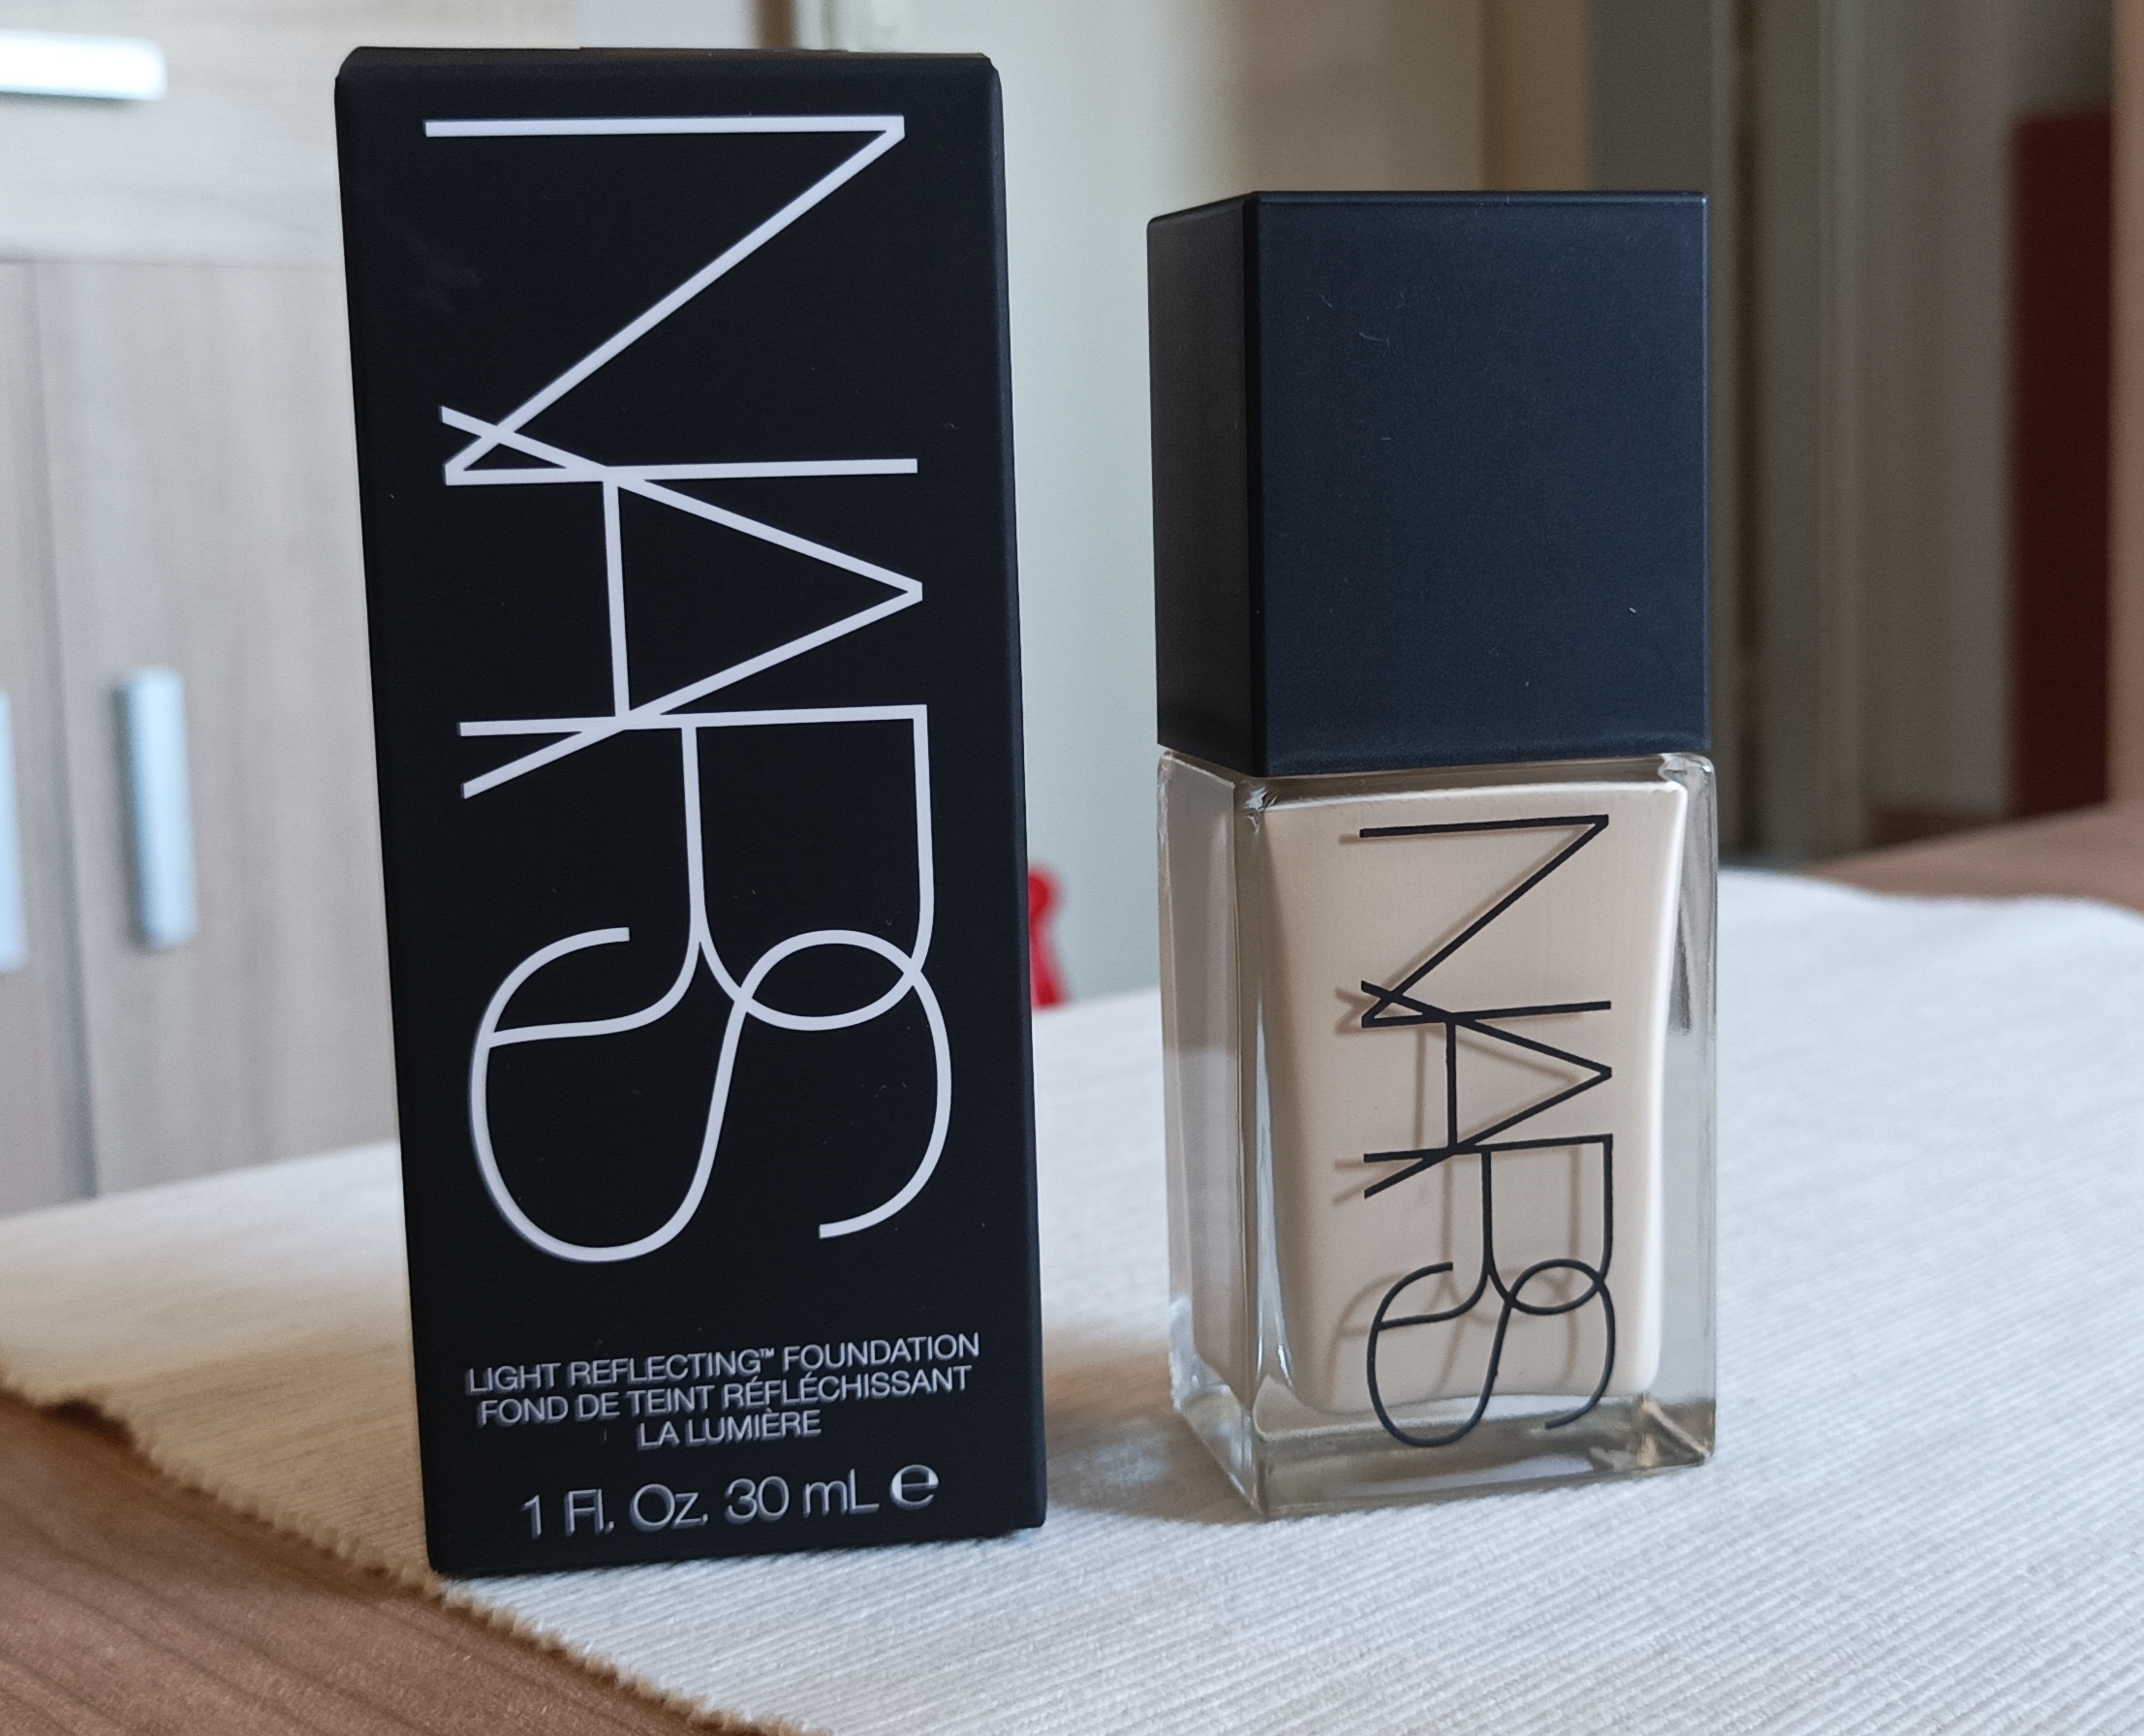 NARS
LIGHT REFLECTING™ FOUNDATION
FOND DE TEINT RÉFLÉCHISSANT
LA LUMIÈRE
1 Fl. Oz. 30 mL ℮
NARS